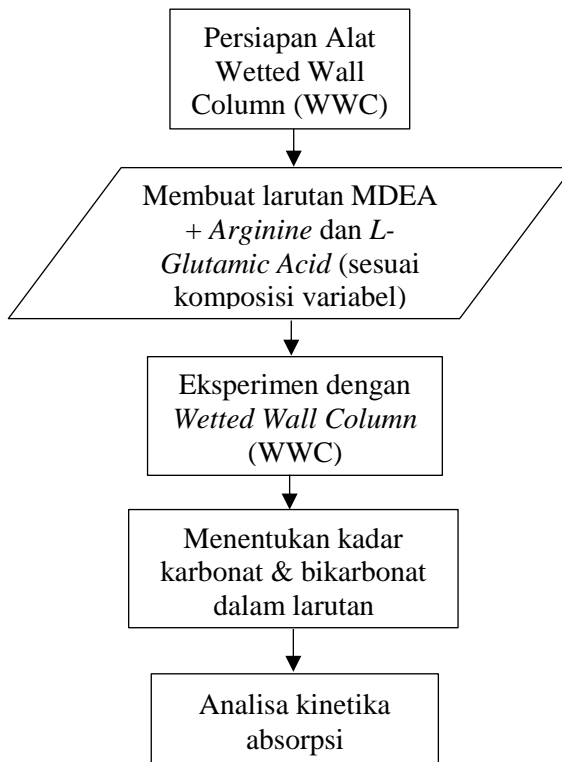 Persiapan Alat
Wetted Wall
Column (WWC)
Membuat larutan MDEA
+ Arginine dan L-
Glutamic Acid (sesuai
komposisi variabel)
Eksperimen dengan
Wetted Wall Column
(WWC)
Menentukan kadar
karbonat & bikarbonat
dalam larutan
Analisa kinetika
absorpsi